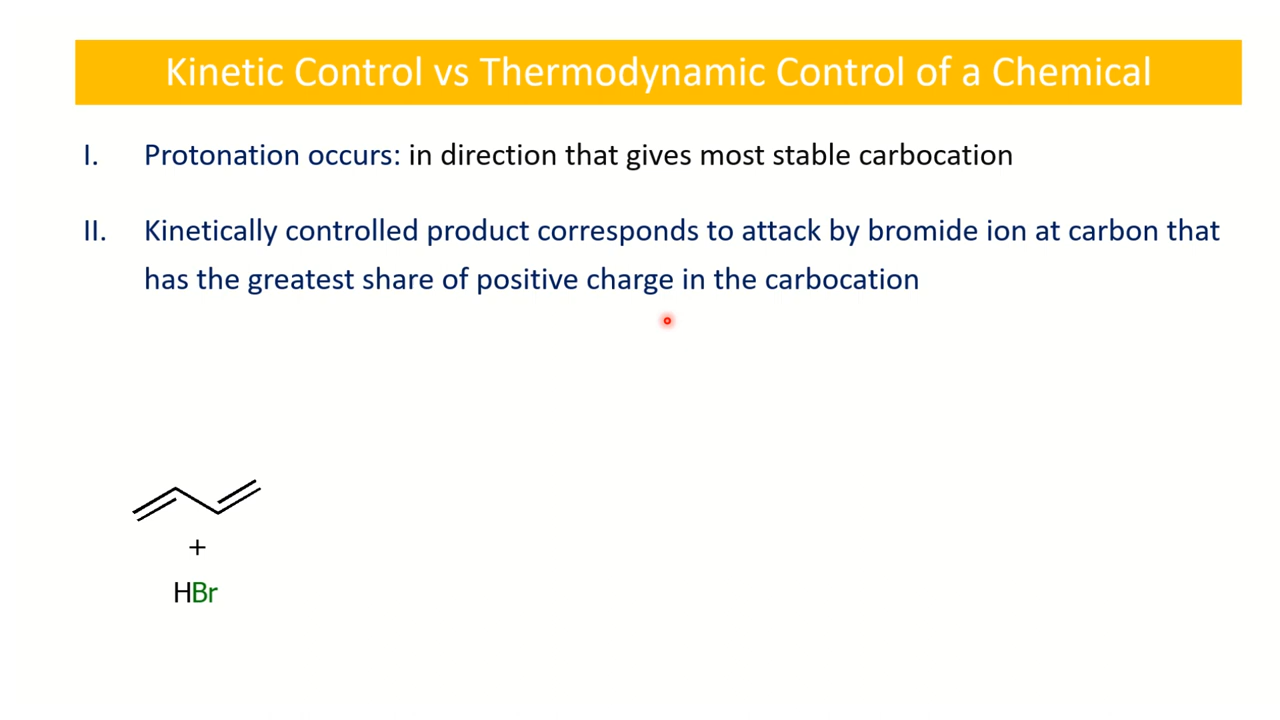 Kinetic Control vs Thermodynamic Control of a Chemical
I. Protonation occurs: in direction that gives most stable carbocation
II. Kinetically controlled product corresponds to attack by bromide ion at carbon that
has the greatest share of positive charge in the carbocation
+
HBr